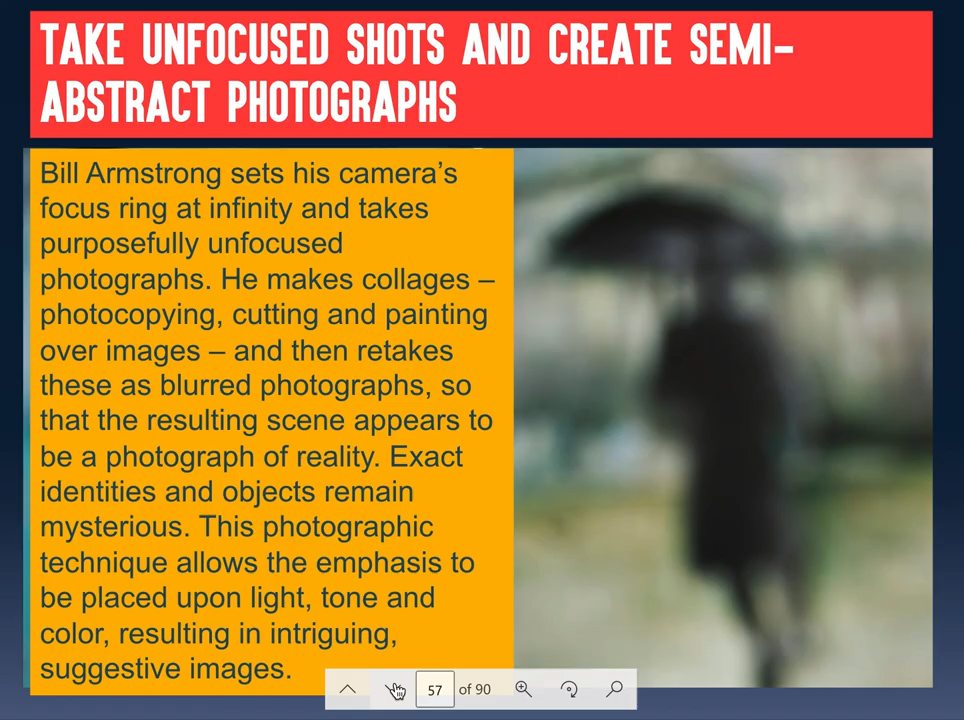 TAKE UNFOCUSED SHOTS AND CREATE SEMI-
ABSTRACT PHOTOGRAPHS
Bill Armstrong sets his camera’s
focus ring at infinity and takes
purposefully unfocused
photographs. He makes collages –
photocopying, cutting and painting
over images – and then retakes
these as blurred photographs, so
that the resulting scene appears to
be a photograph of reality. Exact
identities and objects remain
mysterious. This photographic
technique allows the emphasis to
be placed upon light, tone and
color, resulting in intriguing,
suggestive images.
57 of 90